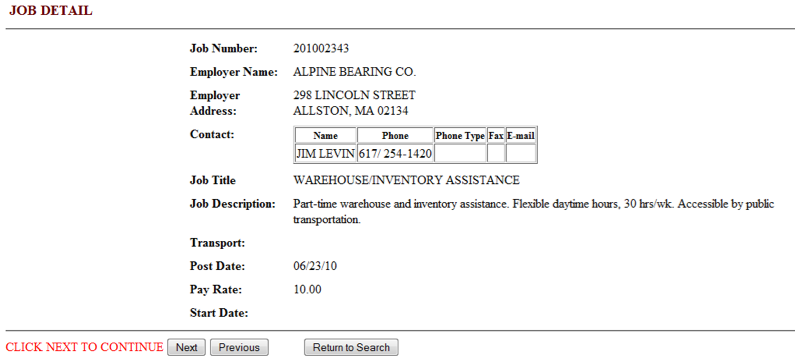 JOB DETAIL
Job Number: 201002343
Employer Name: ALPINE BEARING CO.
Employer 298 LINCOLN STREET
Address: ALLSTON, MA 02134
Contact: Name Phone Phone Type Fax E-mail
JIM LEVIN 617/ 254-1420
Job Title WAREHOUSE/INVENTORY ASSISTANCE
Job Description: Part-time warehouse and inventory assistance. Flexible daytime hours, 30 hrs/wk. Accessible by public
transportation.
Transport:
Post Date: 06/23/10
Pay Rate: 10.00
Start Date:
CLICK NEXT TO CONTINUE Next Previous Return to Search